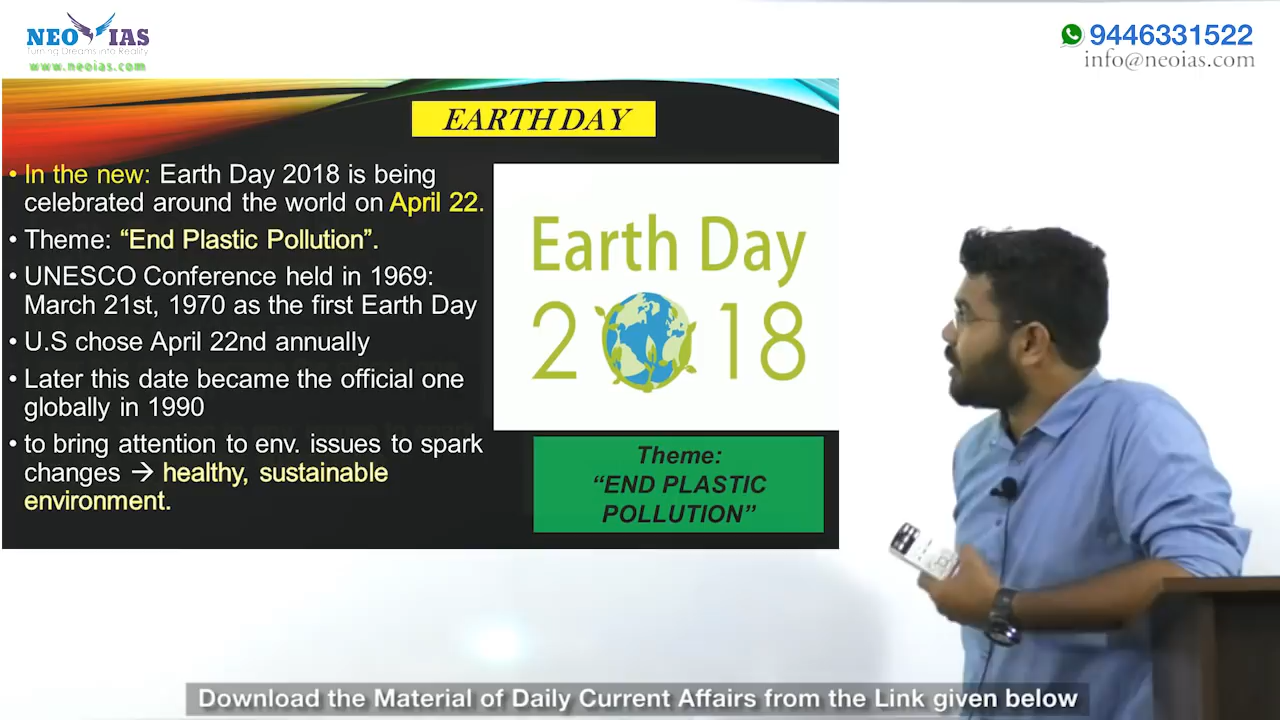 NEO IAS
Turning Dreams into Reality
www.neoias.com
9446331522
info@neoias.com
EARTH DAY
• In the new: Earth Day 2018 is being
celebrated around the world on April 22.
• Theme: “End Plastic Pollution”.
• UNESCO Conference held in 1969:
March 21st, 1970 as the first Earth Day
• U.S chose April 22nd annually
• Later this date became the official one
globally in 1990
• to bring attention to env. issues to spark
changes → healthy, sustainable
environment.
Earth Day
2018
Theme:
“END PLASTIC
POLLUTION”
Download the Material of Daily Current Affairs from the Link given below